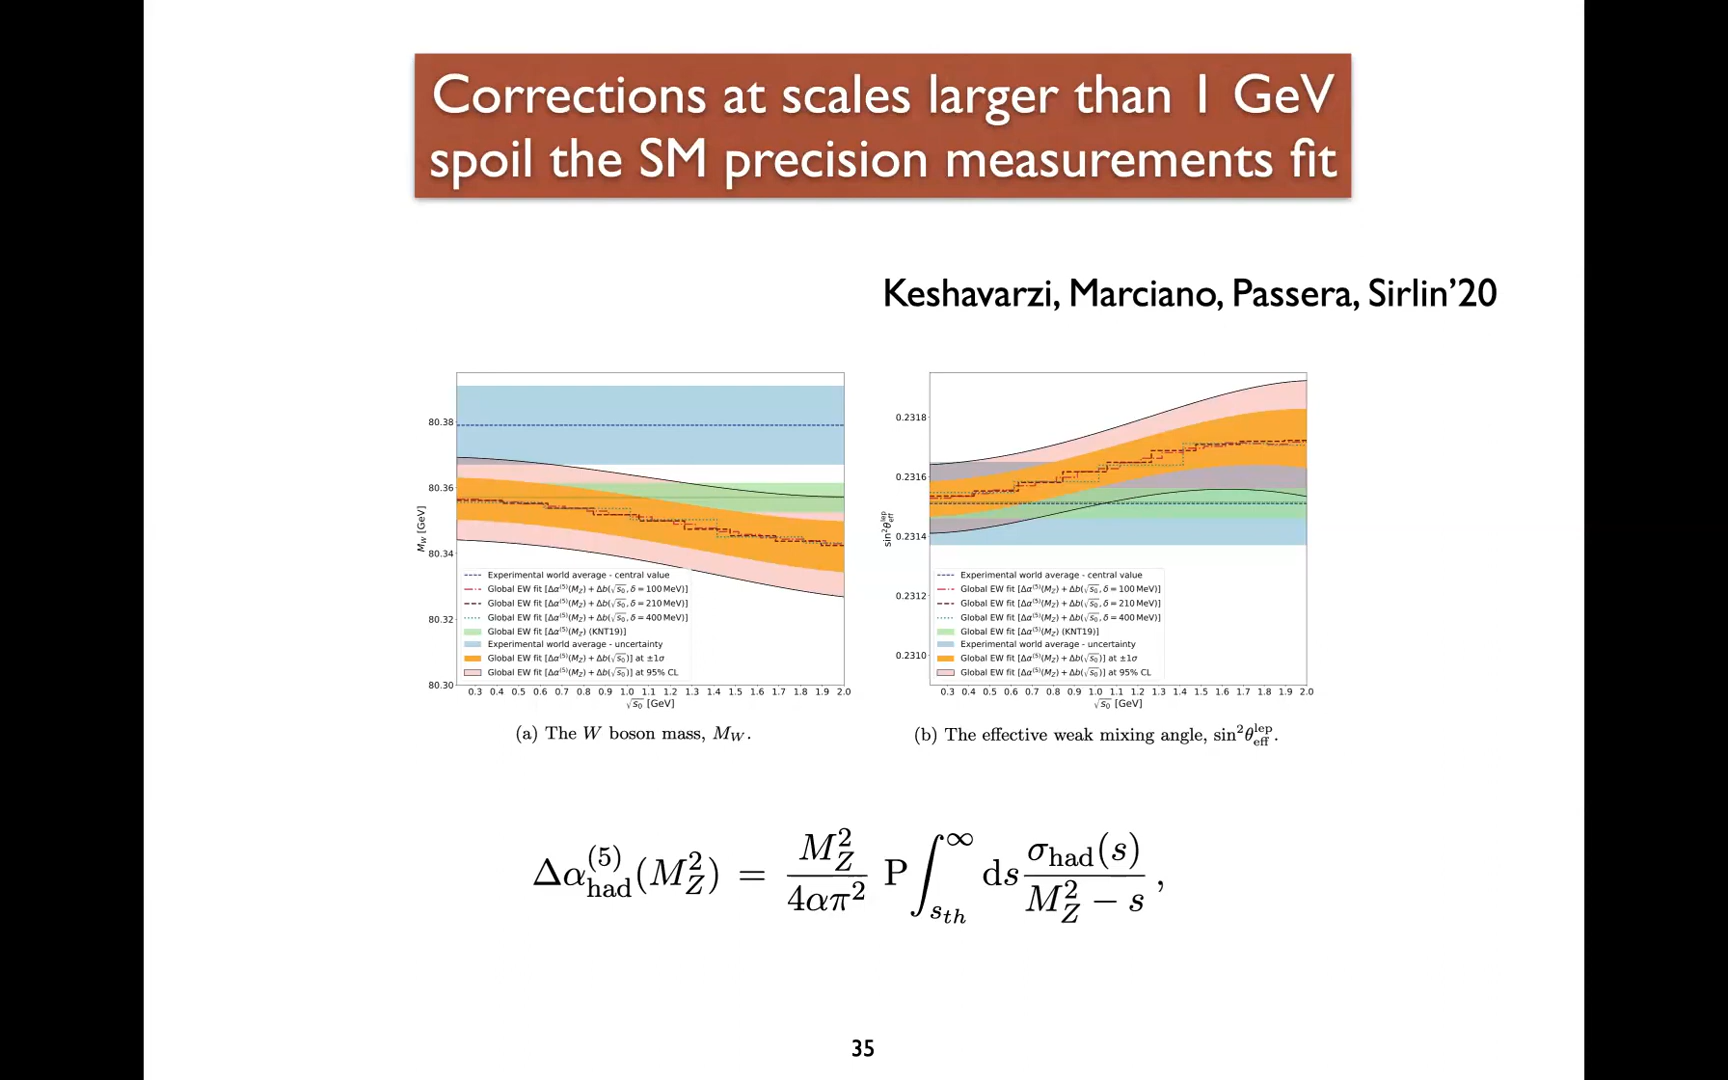 Corrections at scales larger than 1 GeV
spoil the SM precision measurements fit
Keshavarzi, Marciano, Passera, Sirlin’20
80.38
80.36
80.34
80.32
80.30
M_W [GeV]
Experimental world average - central value
Global EW fit [Δα⁽⁵⁾(M_Z) + Δb(√s₀, δ = 100 MeV)]
Global EW fit [Δα⁽⁵⁾(M_Z) + Δb(√s₀, δ = 210 MeV)]
Global EW fit [Δα⁽⁵⁾(M_Z) + Δb(√s₀, δ = 400 MeV)]
Global EW fit [Δα⁽⁵⁾(M_Z) (KNT19)]
Experimental world average - uncertainty
Global EW fit [Δα⁽⁵⁾(M_Z) + Δb(√s₀)] at ±1σ
Global EW fit [Δα⁽⁵⁾(M_Z) + Δb(√s₀)] at 95% CL
0.3 0.4 0.5 0.6 0.7 0.8 0.9 1.0 1.1 1.2 1.3 1.4 1.5 1.6 1.7 1.8 1.9 2.0
√s₀ [GeV]
(a) The W boson mass, M_W.
0.2318
0.2316
0.2314
0.2312
0.2310
sin²θ_eff^lep
Experimental world average - central value
Global EW fit [Δα⁽⁵⁾(M_Z) + Δb(√s₀, δ = 100 MeV)]
Global EW fit [Δα⁽⁵⁾(M_Z) + Δb(√s₀, δ = 210 MeV)]
Global EW fit [Δα⁽⁵⁾(M_Z) + Δb(√s₀, δ = 400 MeV)]
Global EW fit [Δα⁽⁵⁾(M_Z) (KNT19)]
Experimental world average - uncertainty
Global EW fit [Δα⁽⁵⁾(M_Z) + Δb(√s₀)] at ±1σ
Global EW fit [Δα⁽⁵⁾(M_Z) + Δb(√s₀)] at 95% CL
0.3 0.4 0.5 0.6 0.7 0.8 0.9 1.0 1.1 1.2 1.3 1.4 1.5 1.6 1.7 1.8 1.9 2.0
√s₀ [GeV]
(b) The effective weak mixing angle, sin²θ_eff^lep.
Δα_had^(5)(M_Z²) = M_Z²/4απ² P∫_{s_th}^∞ ds σ_had(s)/(M_Z² − s) ,
35